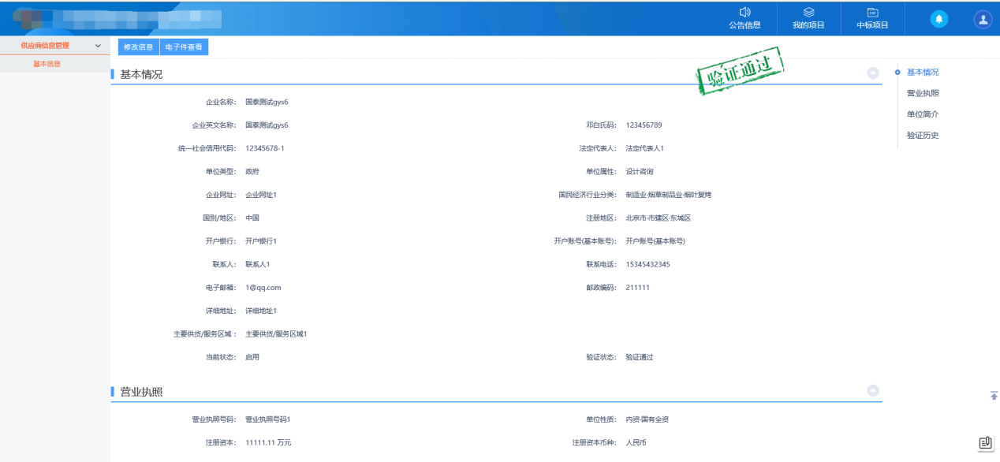 公告信息 我的项目 中标项目
供应商信息管理
基本信息
修改信息 电子件查看
基本情况
验证通过
企业名称： 国泰测试gys6
企业英文名称： 国泰测试gys6 邓白氏码： 123456789
统一社会信用代码： 12345678-1 法定代表人： 法定代表人1
单位类型： 政府 单位属性： 设计咨询
企业网址： 企业网址1 国民经济行业分类： 制造业·烟草制品业·烟叶复烤
国别/地区： 中国 注册地区： 北京市·市辖区·东城区
开户银行： 开户银行1 开户账号(基本账号)： 开户账号(基本账号)
联系人： 联系人1 联系电话： 15345432345
电子邮箱： 1@qq.com 邮政编码： 211111
详细地址： 详细地址1
主要供货/服务区域： 主要供货/服务区域1
当前状态： 启用 验证状态： 验证通过
营业执照
营业执照号码： 营业执照号码1 单位性质： 内资·国有全资
注册资本： 11111.11 万元 注册资本币种： 人民币
基本情况
营业执照
单位简介
验证历史